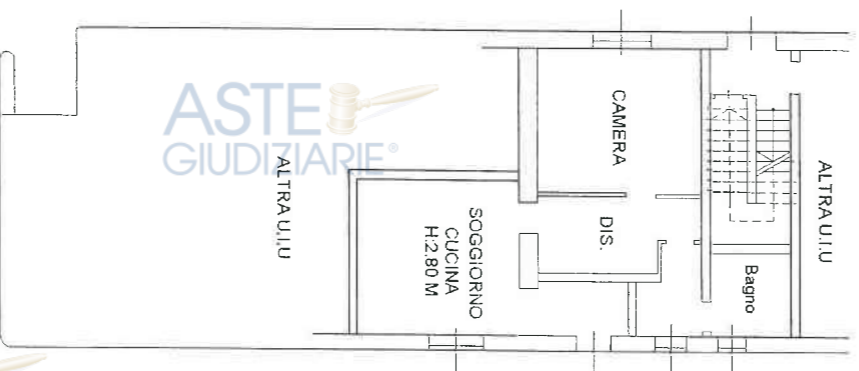 ASTE
GIUDIZIARIE®
ALTRA U.I.U
SOGGIORNO
CUCINA
H:2.80 M
CAMERA
DIS.
Bagno
ALTRA U.I.U